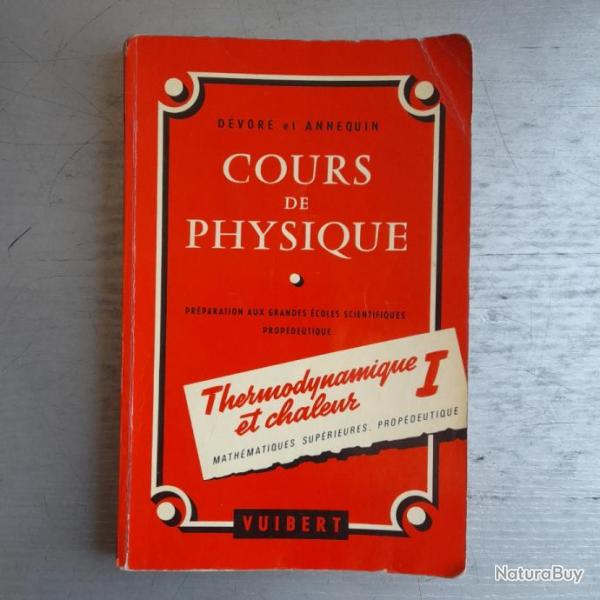 DÉVORE et ANNEQUIN
COURS
DE
PHYSIQUE
PRÉPARATION AUX GRANDES ÉCOLES SCIENTIFIQUES
PROPÉDEUTIQUE
Thermodynamique I
et chaleur
MATHÉMATIQUES SUPÉRIEURES. PROPÉDEUTIQUE
VUIBERT
NaturaBuy